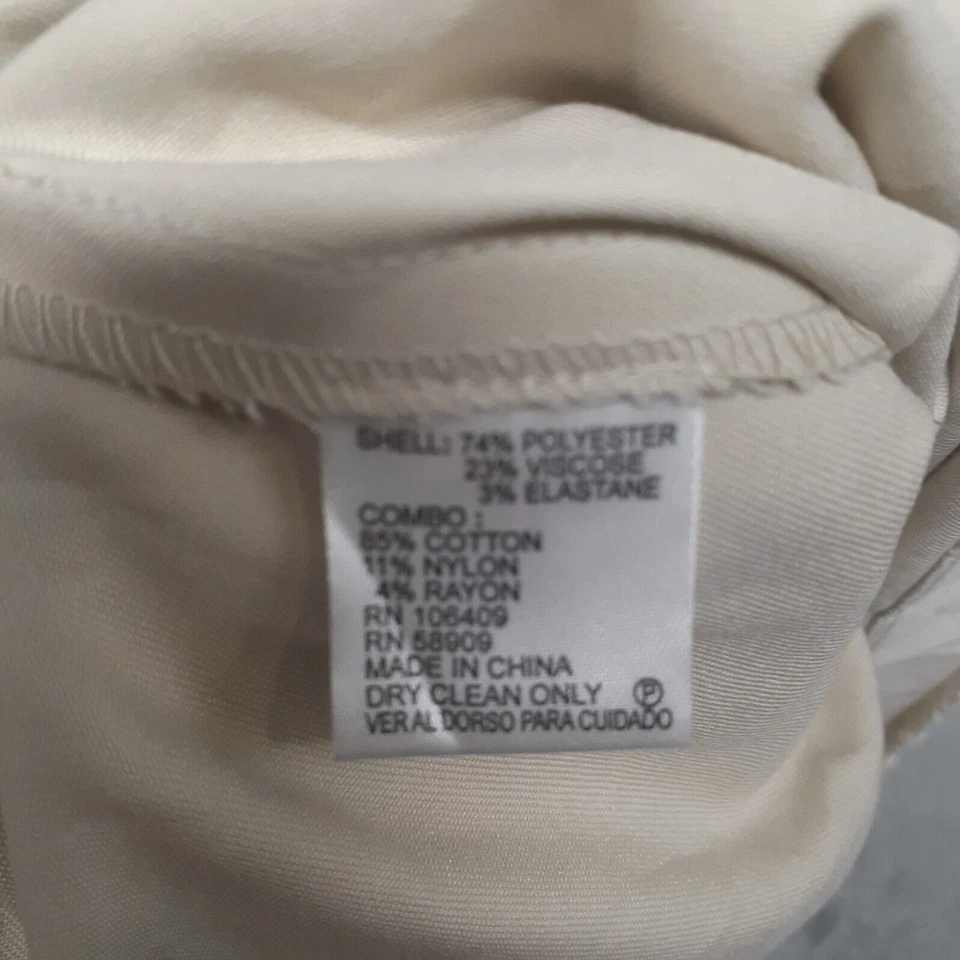 SHELL: 74% POLYESTER
23% VISCOSE
3% ELASTANE
COMBO :
COTTON
11% NYLON
4% RAYON
RN 106409
RN 58909
MADE IN CHINA
DRY CLEAN ONLY Ⓟ
VER AL DORSO PARA CUIDADO